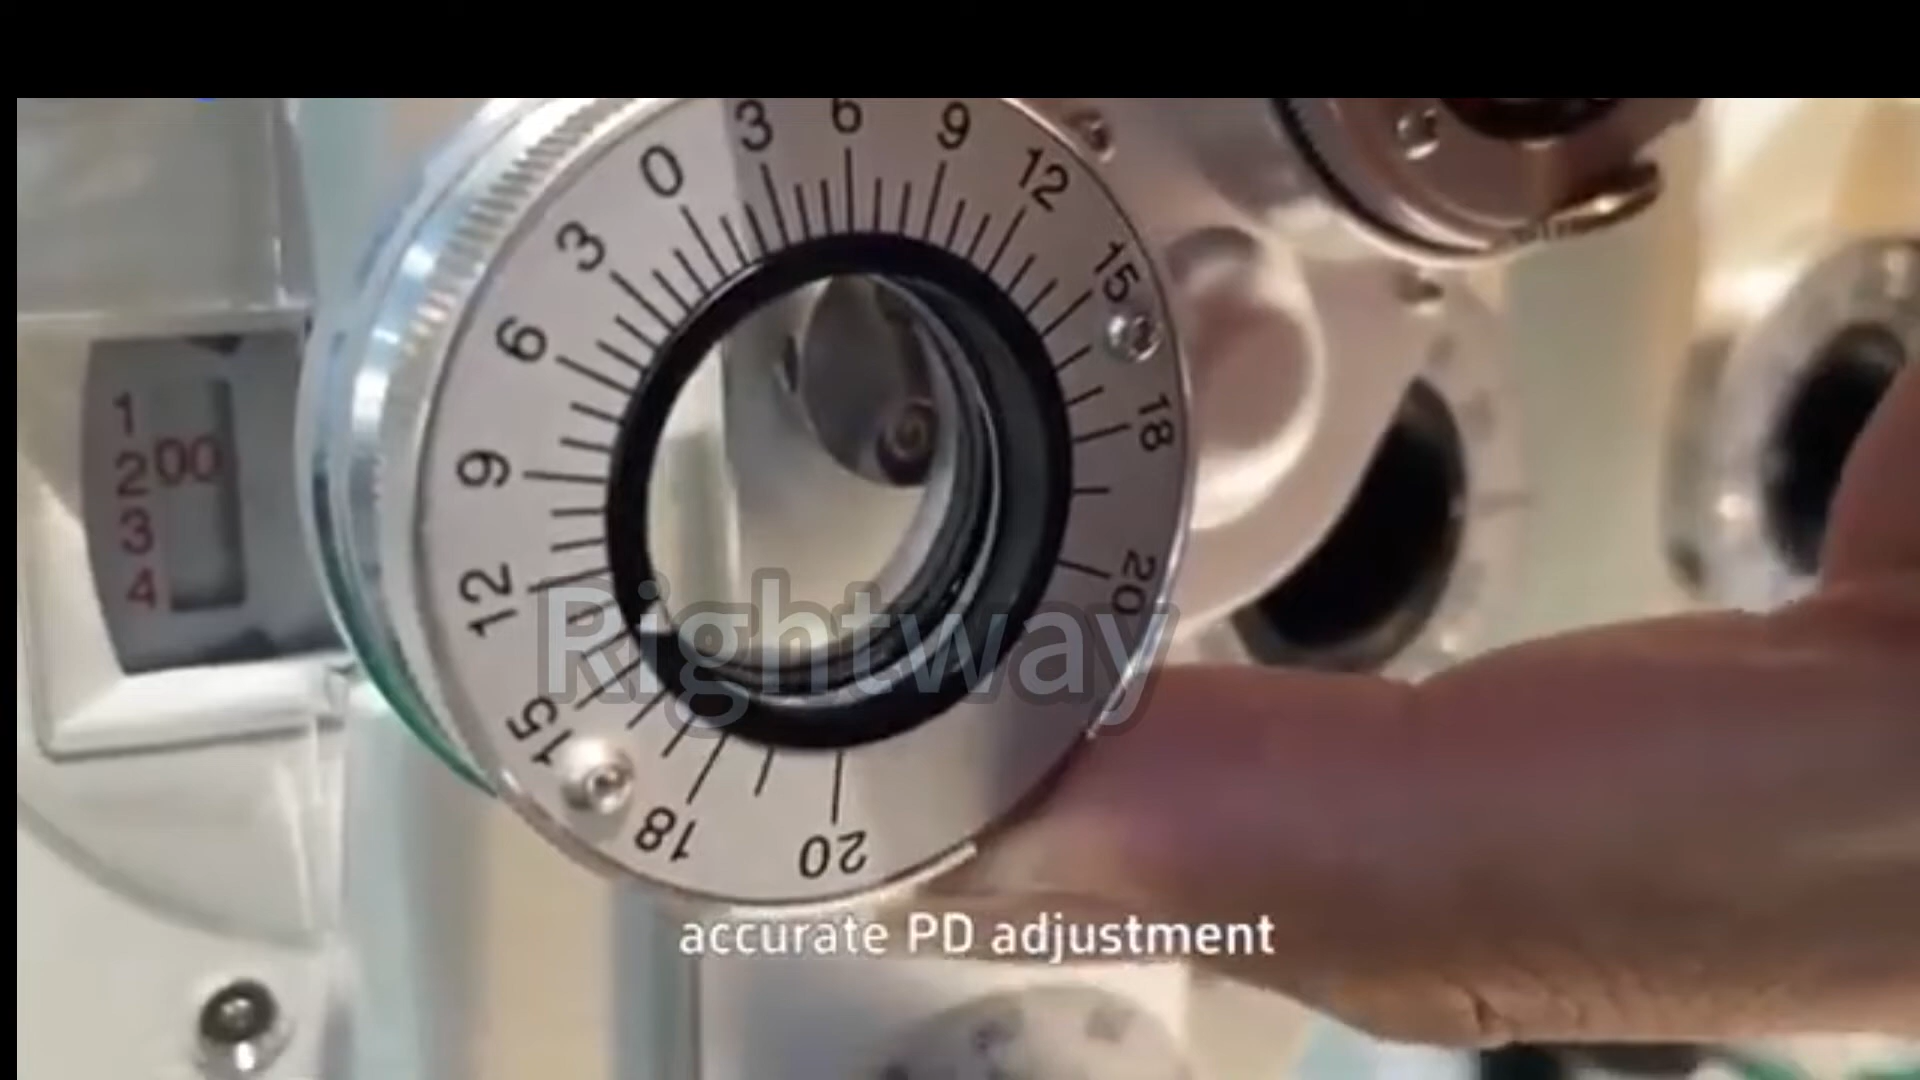 0 3 6 9 12 15 18 20
3 6 9 12 15 18 20
1
2 00
3
4
Rightway
accurate PD adjustment